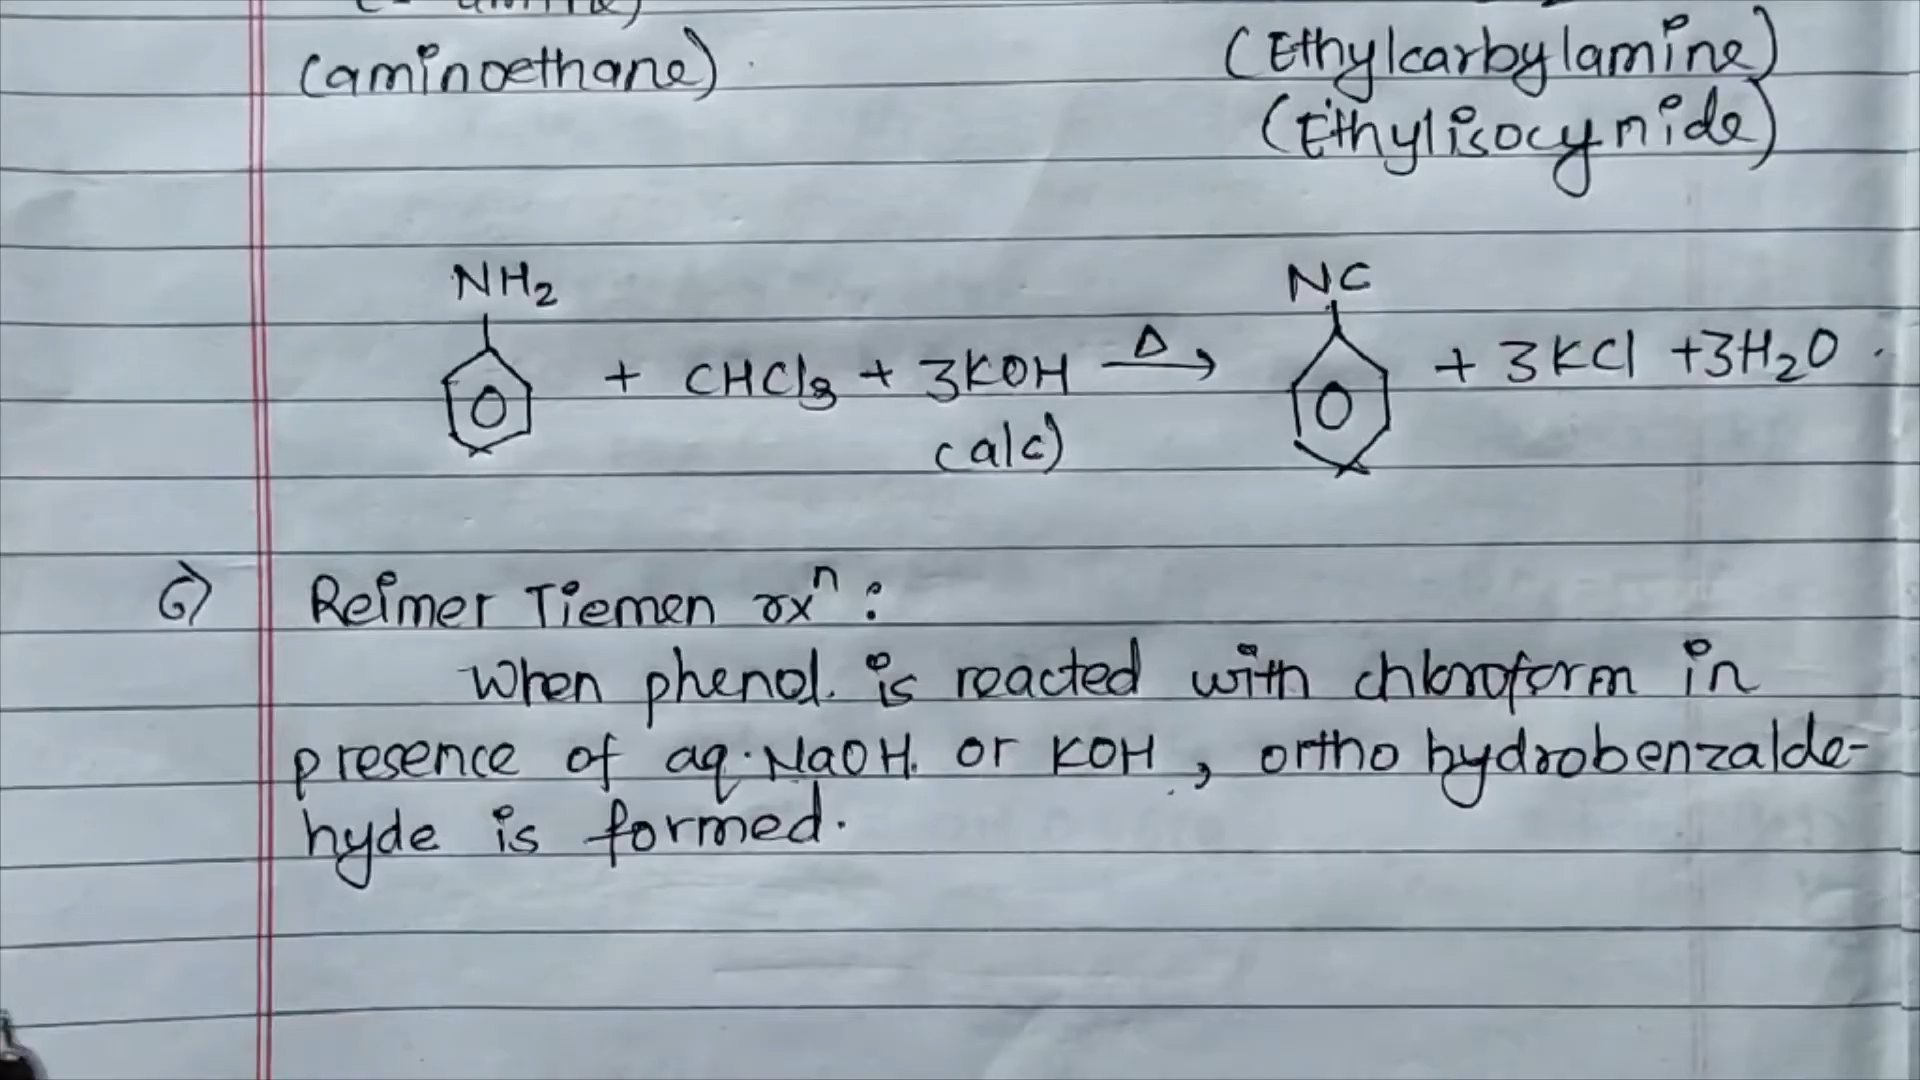 (aminoethane)
(Ethylcarbylamine)
(Ethylisocynide)
NH₂ NC
+ CHCl₃ + 3KOH →Δ + 3KCl + 3H₂O
(alc)
6) Reimer Tiemen rxⁿ :
When phenol is reacted with chloroform in
presence of aq. NaOH or KOH, ortho hydrobenzalde-
hyde is formed.